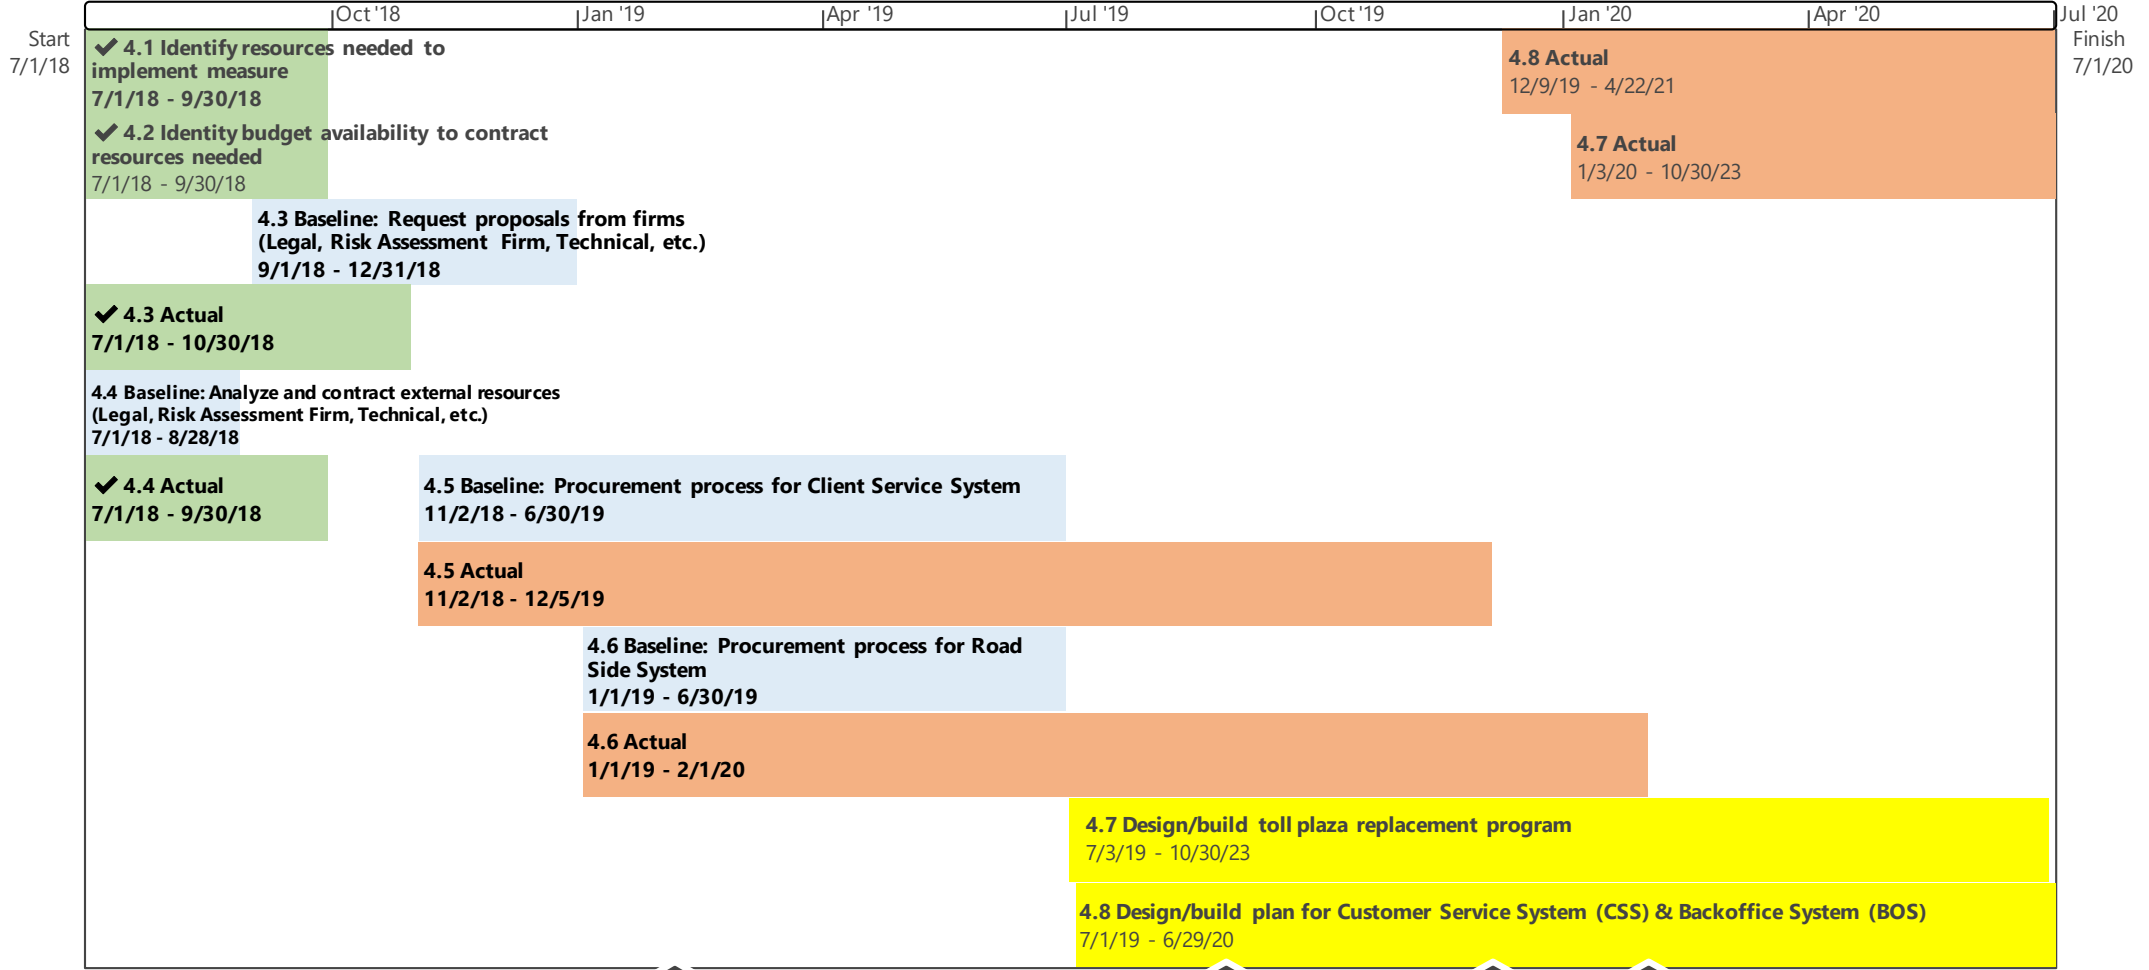 Oct '18
Jan '19
Apr '19
Jul '19
Oct '19
Jan '20
Apr '20
Jul '20
Start
7/1/18
Finish
7/1/20
✔ 4.1 Identify resources needed to
implement measure
7/1/18 - 9/30/18
4.8 Actual
12/9/19 - 4/22/21
✔ 4.2 Identity budget availability to contract
resources needed
7/1/18 - 9/30/18
4.7 Actual
1/3/20 - 10/30/23
4.3 Baseline: Request proposals from firms
(Legal, Risk Assessment Firm, Technical, etc.)
9/1/18 - 12/31/18
✔ 4.3 Actual
7/1/18 - 10/30/18
4.4 Baseline: Analyze and contract external resources
(Legal, Risk Assessment Firm, Technical, etc.)
7/1/18 - 8/28/18
✔ 4.4 Actual
7/1/18 - 9/30/18
4.5 Baseline: Procurement process for Client Service System
11/2/18 - 6/30/19
4.5 Actual
11/2/18 - 12/5/19
4.6 Baseline: Procurement process for Road
Side System
1/1/19 - 6/30/19
4.6 Actual
1/1/19 - 2/1/20
4.7 Design/build toll plaza replacement program
7/3/19 - 10/30/23
4.8 Design/build plan for Customer Service System (CSS) & Backoffice System (BOS)
7/1/19 - 6/29/20